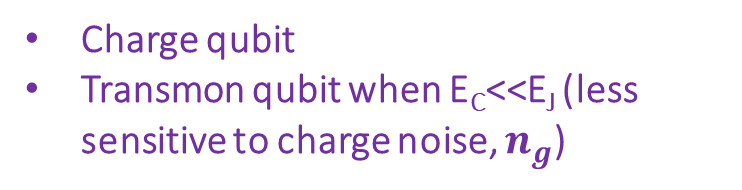 • Charge qubit
• Transmon qubit when E_C<<E_J (less
sensitive to charge noise, n_g)